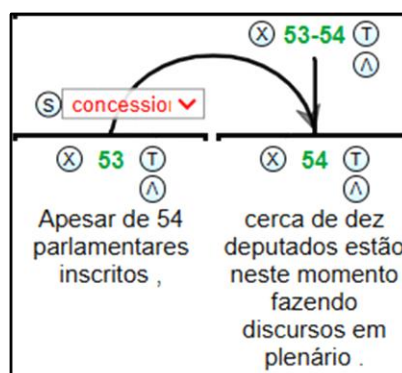 X 53-54 T
Λ
S concessio
X 53 T
Λ
X 54 T
Λ
Apesar de 54
parlamentares
inscritos ,
cerca de dez
deputados estão
neste momento
fazendo
discursos em
plenário .